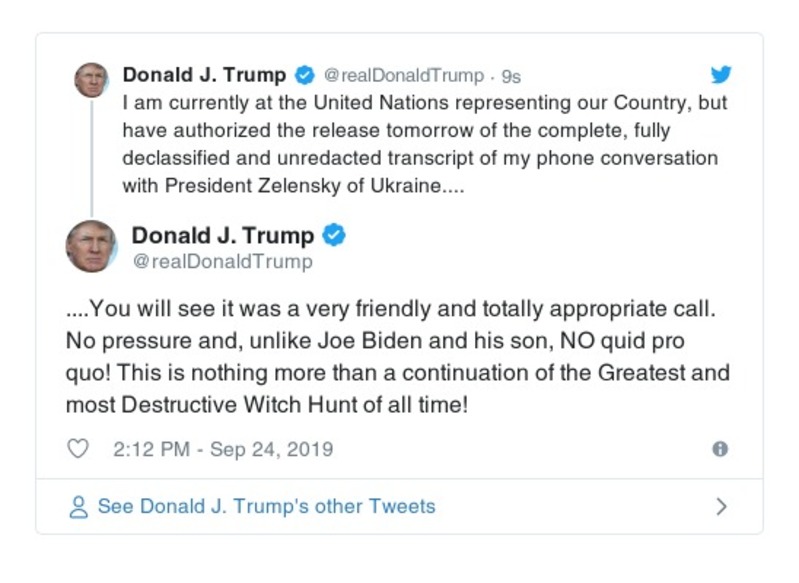 Donald J. Trump @realDonaldTrump · 9s
I am currently at the United Nations representing our Country, but
have authorized the release tomorrow of the complete, fully
declassified and unredacted transcript of my phone conversation
with President Zelensky of Ukraine....
Donald J. Trump
@realDonaldTrump
....You will see it was a very friendly and totally appropriate call.
No pressure and, unlike Joe Biden and his son, NO quid pro
quo! This is nothing more than a continuation of the Greatest and
most Destructive Witch Hunt of all time!
2:12 PM - Sep 24, 2019
See Donald J. Trump's other Tweets